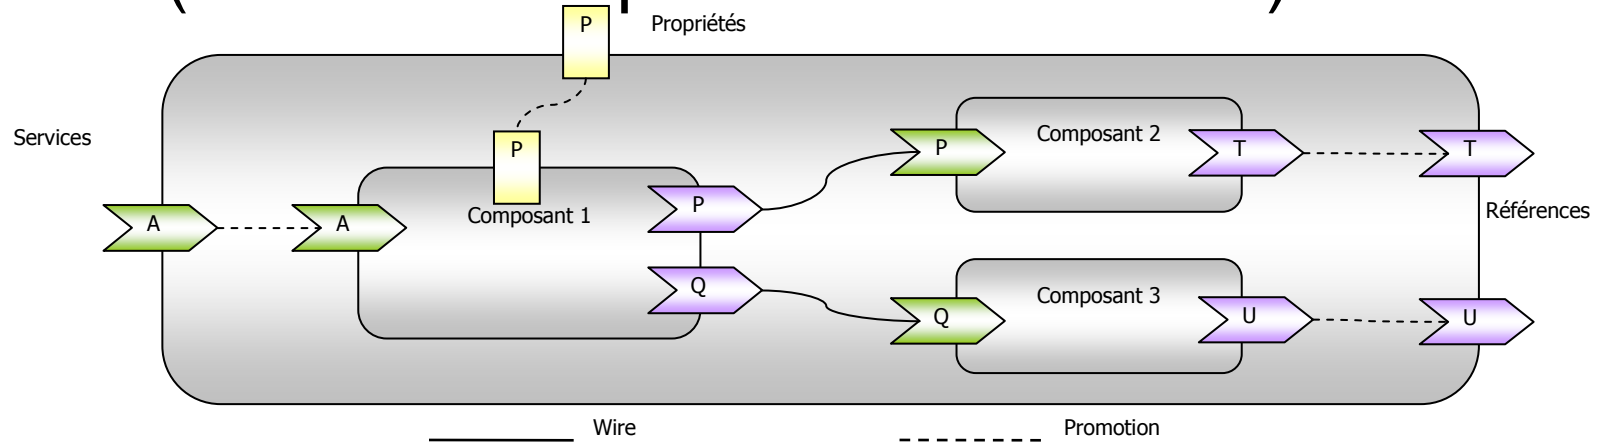 P
Propriétés
Services
P
Composant 2
P
T
T
Composant 1
P
Références
A
A
Q
Composant 3
Q
U
U
Wire
Promotion